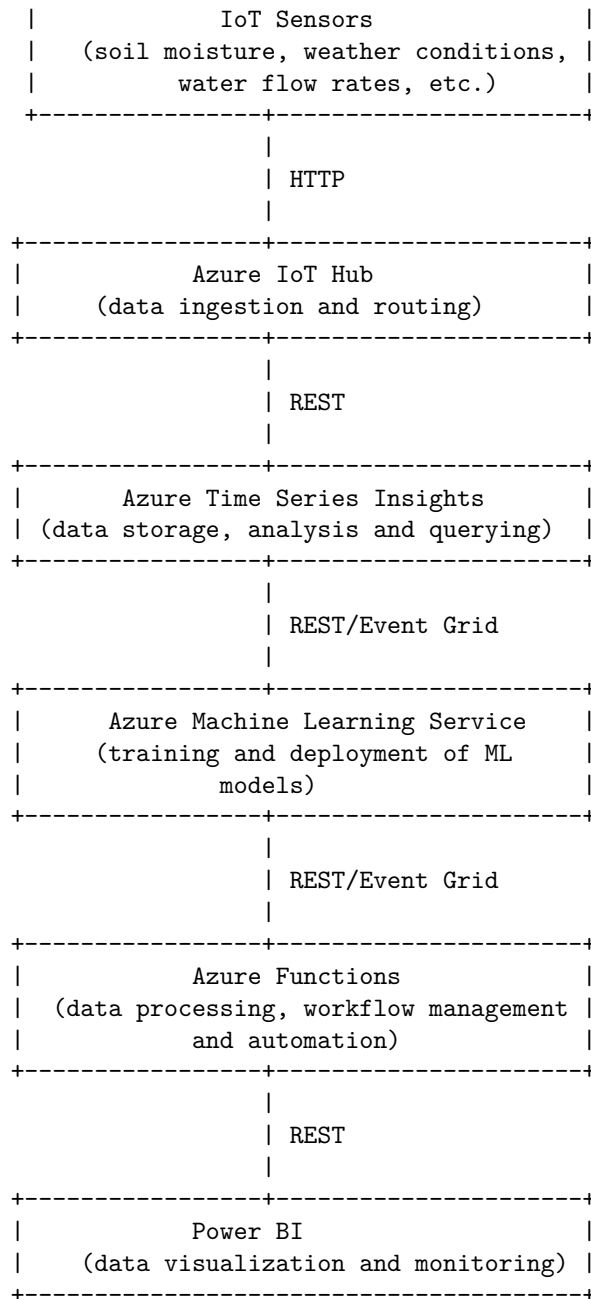 IoT Sensors
(soil moisture, weather conditions,
water flow rates, etc.)
HTTP
Azure IoT Hub
(data ingestion and routing)
REST
Azure Time Series Insights
(data storage, analysis and querying)
REST/Event Grid
Azure Machine Learning Service
(training and deployment of ML
models)
REST/Event Grid
Azure Functions
(data processing, workflow management
and automation)
REST
Power BI
(data visualization and monitoring)